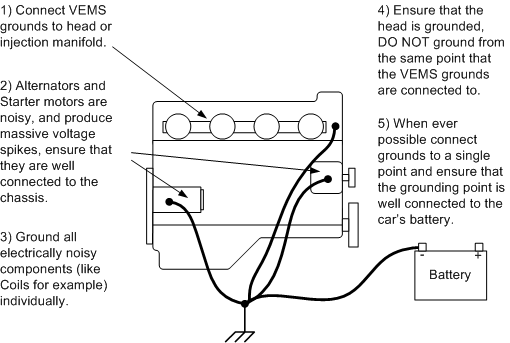 1) Connect VEMS
grounds to head or
injection manifold.
2) Alternators and
Starter motors are
noisy, and produce
massive voltage
spikes, ensure that
they are well
connected to the
chassis.
3) Ground all
electrically noisy
components (like
Coils for example)
individually.
4) Ensure that the
head is grounded,
DO NOT ground from
the same point that
the VEMS grounds
are connected to.
5) When ever
possible connect
grounds to a single
point and ensure that
the grounding point is
well connected to the
car's battery.
- +
Battery